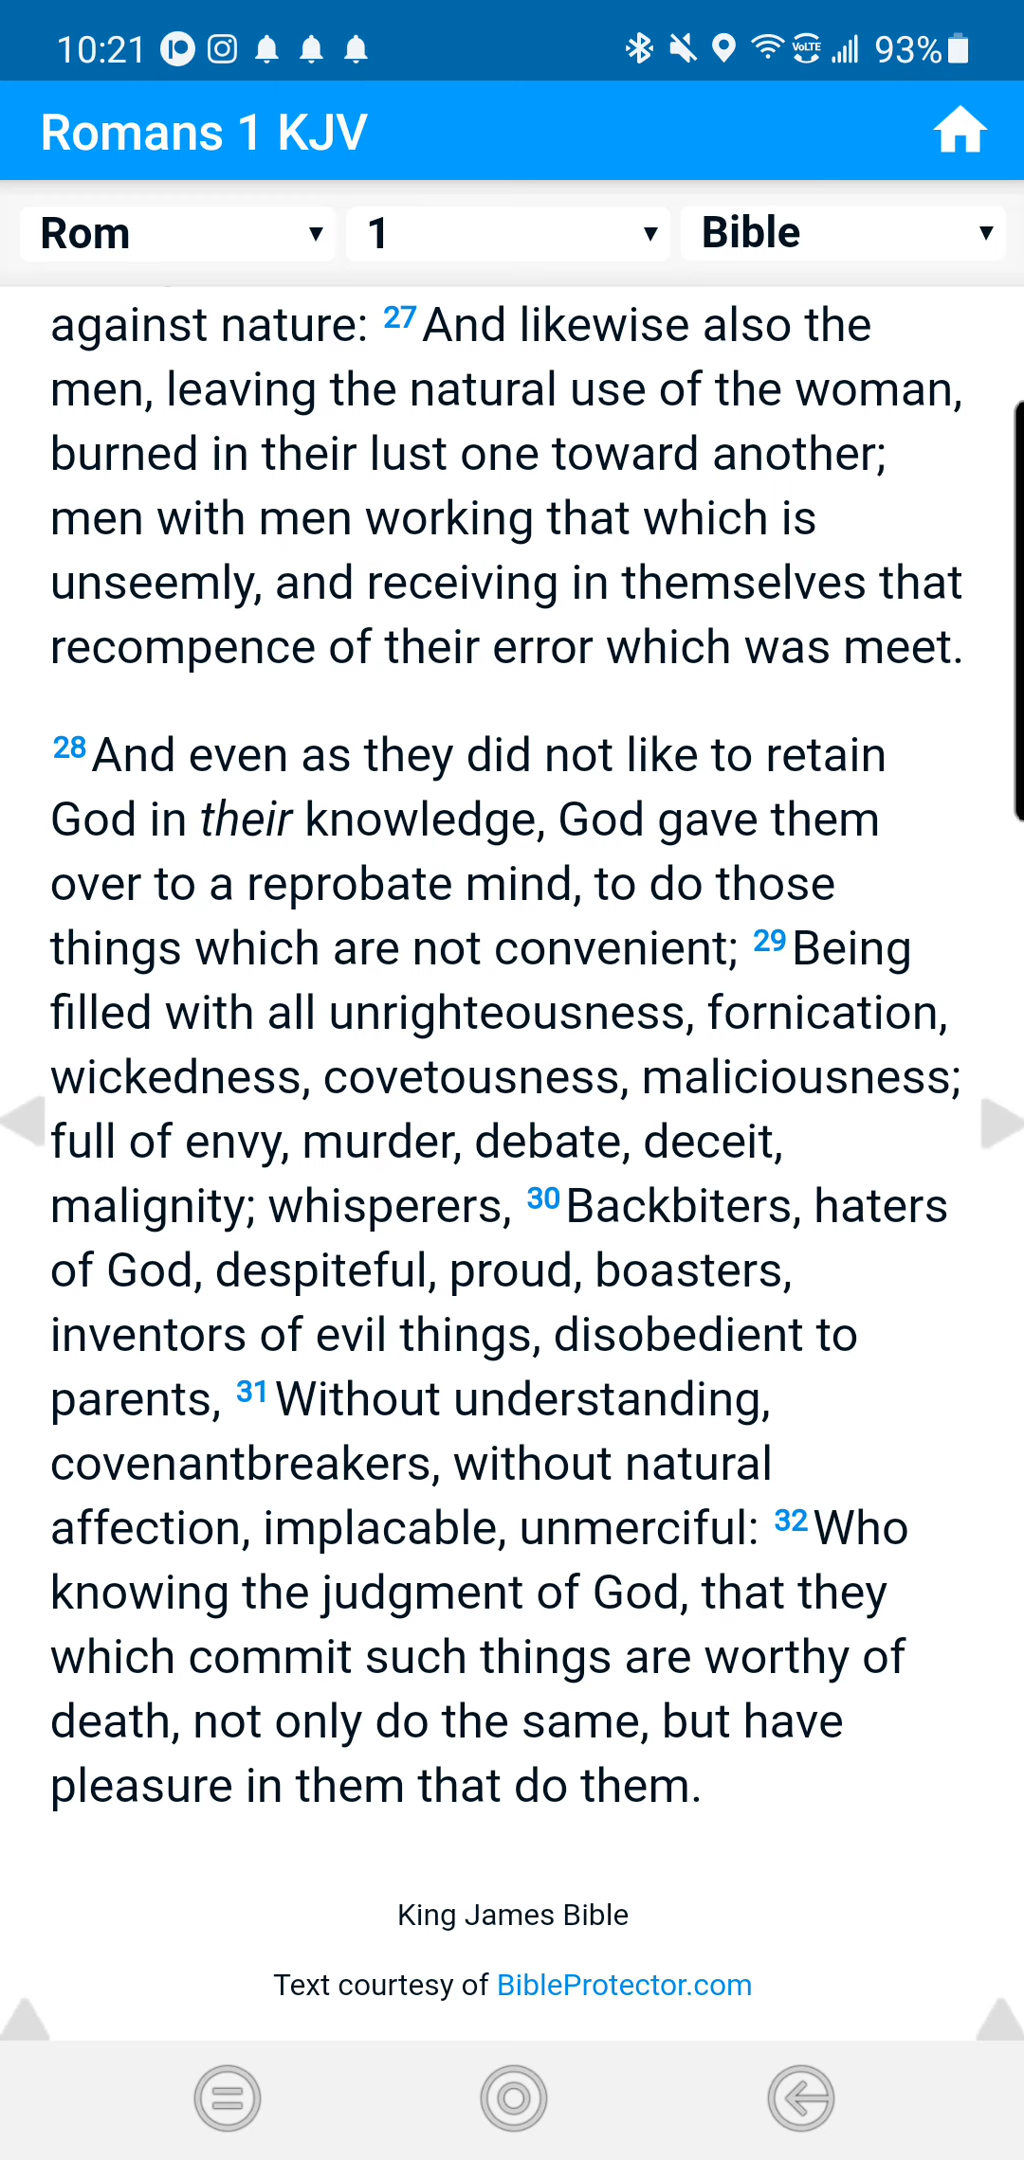 10:21 VoLTE 93%
Romans 1 KJV
Rom ▼ 1 ▼ Bible ▼
against nature: 27 And likewise also the
men, leaving the natural use of the woman,
burned in their lust one toward another;
men with men working that which is
unseemly, and receiving in themselves that
recompence of their error which was meet.
28 And even as they did not like to retain
God in their knowledge, God gave them
over to a reprobate mind, to do those
things which are not convenient; 29 Being
filled with all unrighteousness, fornication,
wickedness, covetousness, maliciousness;
full of envy, murder, debate, deceit,
malignity; whisperers, 30 Backbiters, haters
of God, despiteful, proud, boasters,
inventors of evil things, disobedient to
parents, 31 Without understanding,
covenantbreakers, without natural
affection, implacable, unmerciful: 32 Who
knowing the judgment of God, that they
which commit such things are worthy of
death, not only do the same, but have
pleasure in them that do them.
King James Bible
Text courtesy of BibleProtector.com